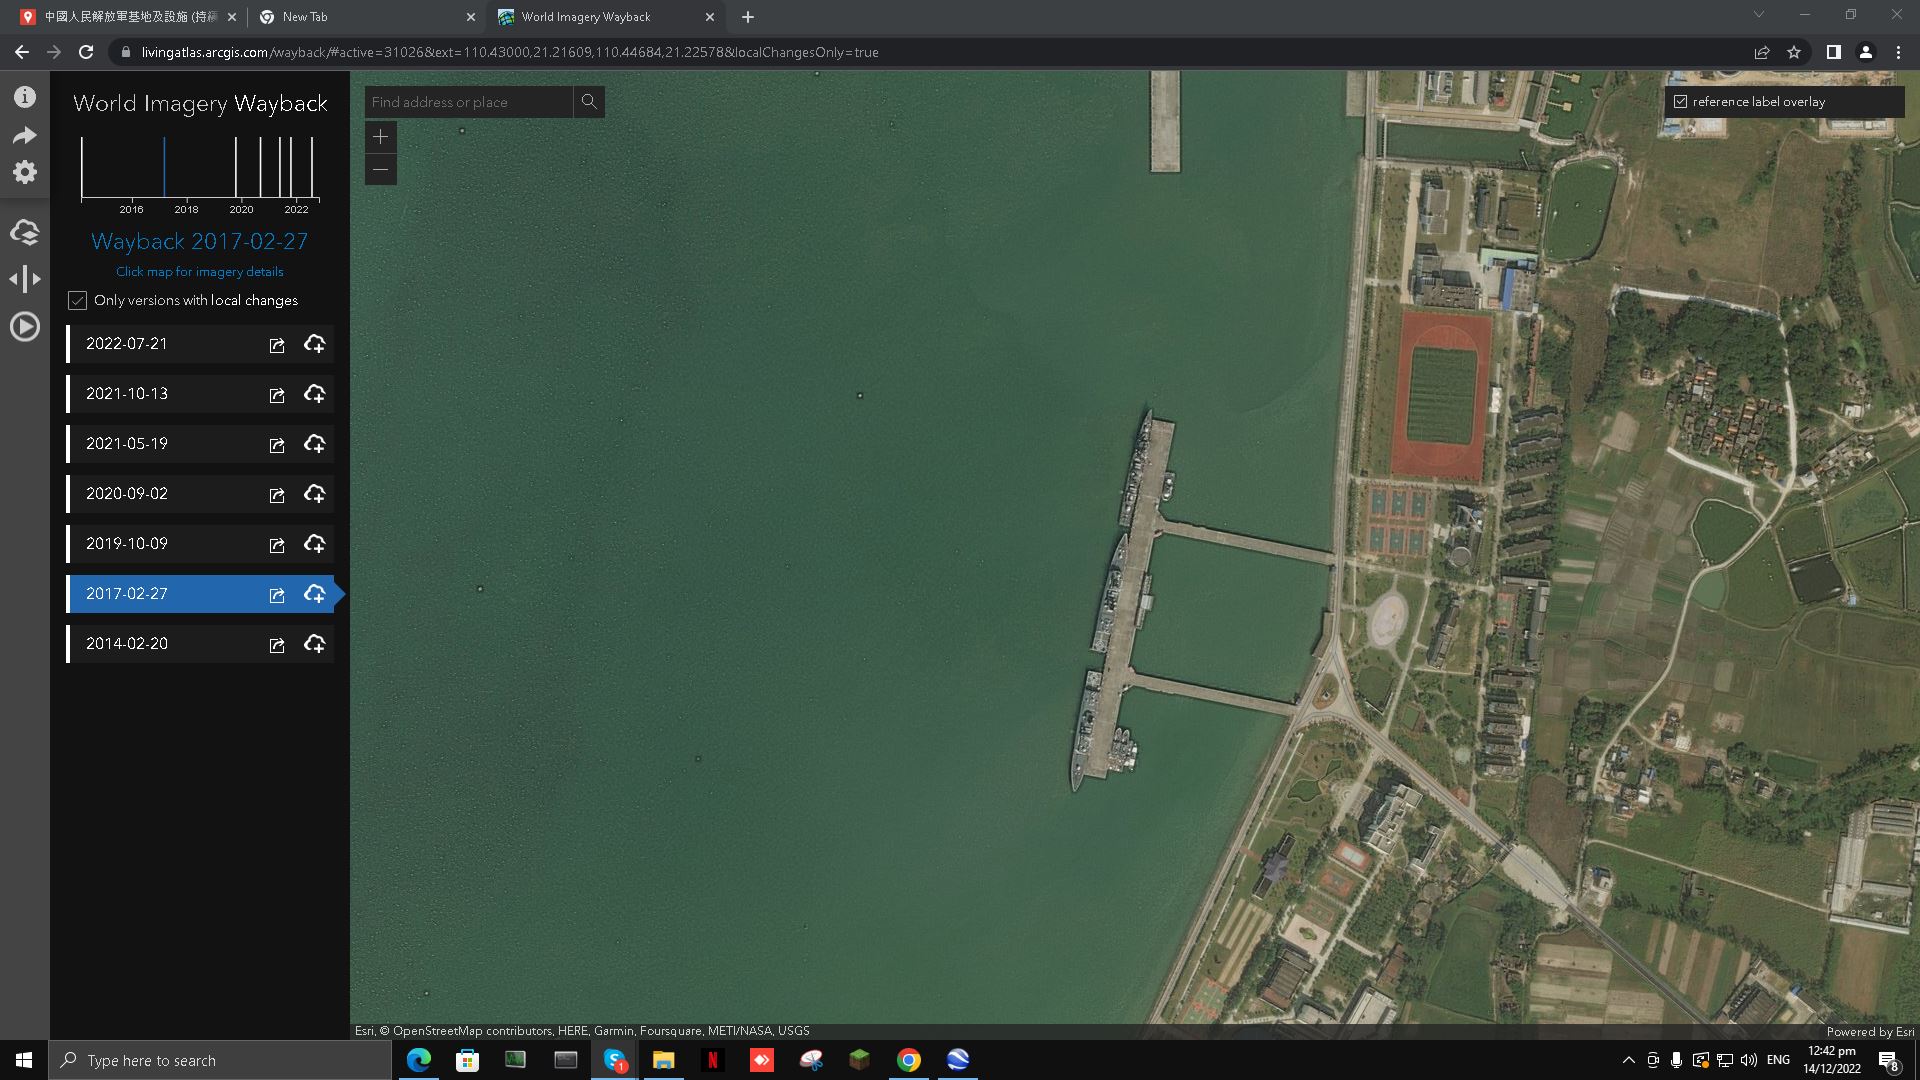 中國人民解放軍基地及設施 (持
New Tab
World Imagery Wayback
livingatlas.arcgis.com/wayback/#active=31026&ext=110.43000,21.21609,110.44684,21.22578&localChangesOnly=true
World Imagery Wayback
Find address or place
reference label overlay
2016 2018 2020 2022
Wayback 2017-02-27
Click map for imagery details
Only versions with local changes
2022-07-21
2021-10-13
2021-05-19
2020-09-02
2019-10-09
2017-02-27
2014-02-20
Esri, © OpenStreetMap contributors, HERE, Garmin, Foursquare, METI/NASA, USGS
Powered by Esri
Type here to search
1
N
ENG
12:42 pm
14/12/2022
8